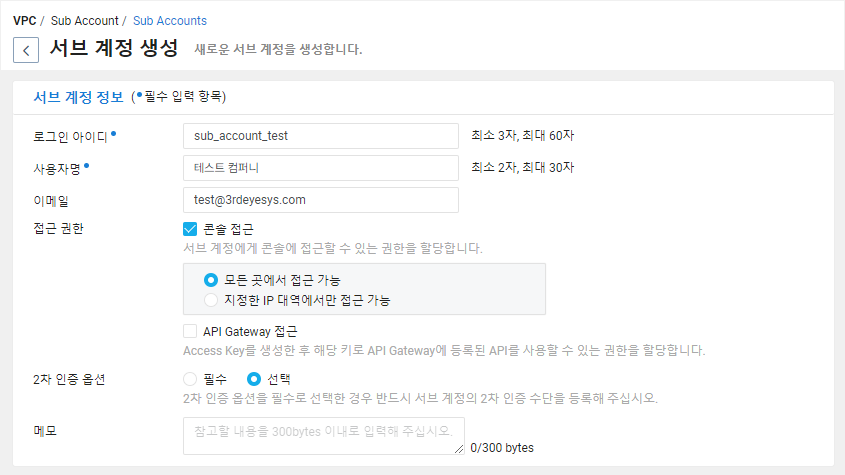 VPC / Sub Account / Sub Accounts
서브 계정 생성 새로운 서브 계정을 생성합니다.
서브 계정 정보 (•필수 입력 항목)
로그인 아이디• sub_account_test 최소 3자, 최대 60자
사용자명• 테스트 컴퍼니 최소 2자, 최대 30자
이메일 test@3rdeyesys.com
접근 권한 콘솔 접근
서브 계정에게 콘솔에 접근할 수 있는 권한을 할당합니다.
모든 곳에서 접근 가능
지정한 IP 대역에서만 접근 가능
API Gateway 접근
Access Key를 생성한 후 해당 키로 API Gateway에 등록된 API를 사용할 수 있는 권한을 할당합니다.
2차 인증 옵션 필수 선택
2차 인증 옵션을 필수로 선택한 경우 반드시 서브 계정의 2차 인증 수단을 등록해 주십시오.
메모 참고할 내용을 300bytes 이내로 입력해 주십시오.
0/300 bytes